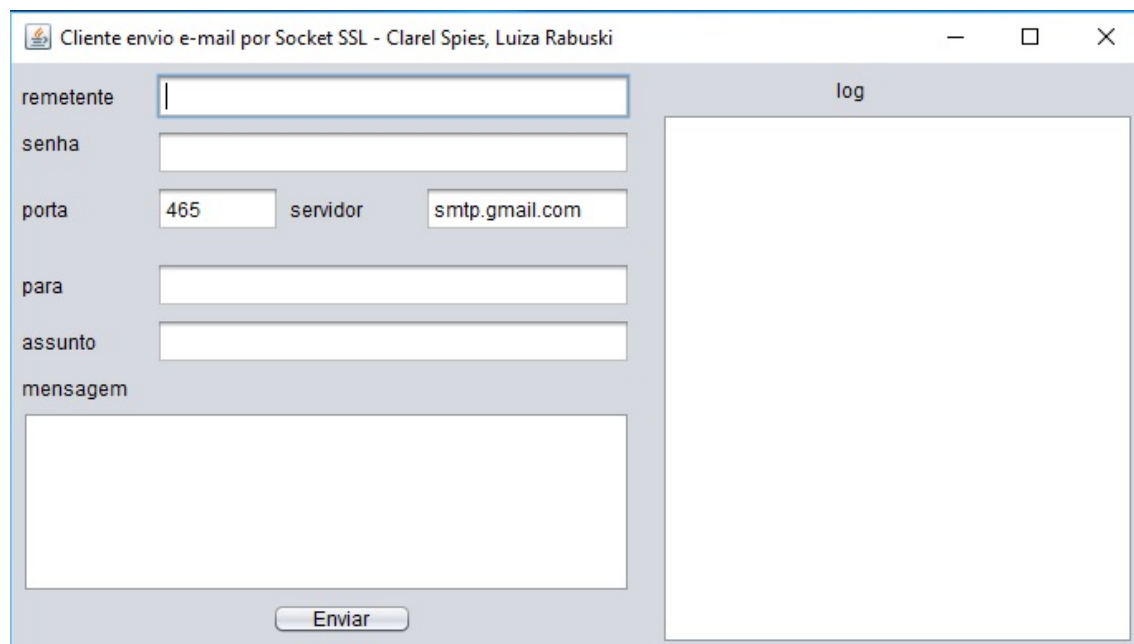 Cliente envio e-mail por Socket SSL - Clarel Spies, Luiza Rabuski
remetente
senha
porta 465 servidor smtp.gmail.com
para
assunto
mensagem
Enviar
log